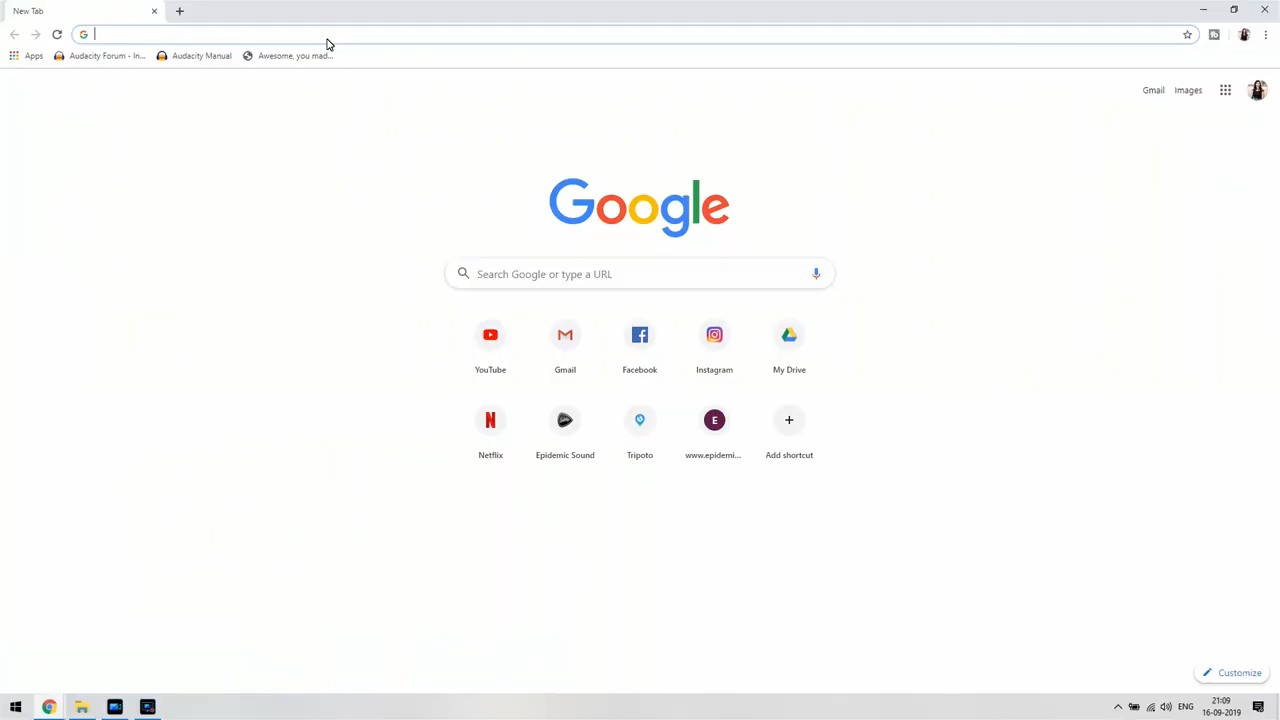 New Tab
Apps
Audacity Forum - In...
Audacity Manual
Awesome, you mad...
Gmail
Images
Google
Search Google or type a URL
YouTube
Gmail
Facebook
Instagram
My Drive
N
E
Netflix
Epidemic Sound
Tripoto
www.epidemi...
Add shortcut
Customize
ENG
21:09
16-09-2019